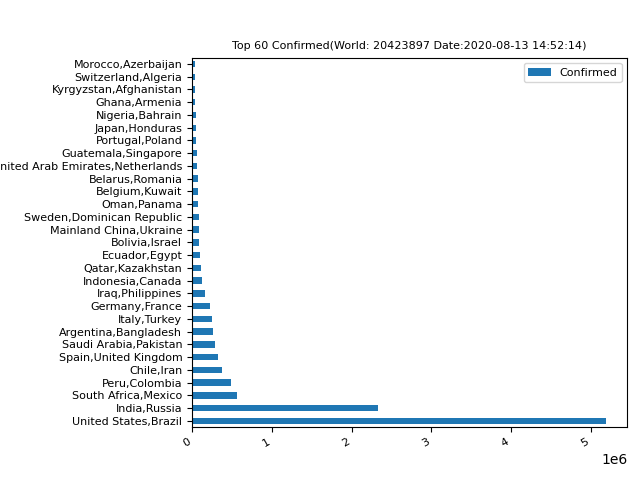 Top 60 Confirmed(World: 20423897 Date:2020-08-13 14:52:14)
Confirmed
Morocco,Azerbaijan
Switzerland,Algeria
Kyrgyzstan,Afghanistan
Ghana,Armenia
Nigeria,Bahrain
Japan,Honduras
Portugal,Poland
Guatemala,Singapore
nited Arab Emirates,Netherlands
Belarus,Romania
Belgium,Kuwait
Oman,Panama
Sweden,Dominican Republic
Mainland China,Ukraine
Bolivia,Israel
Ecuador,Egypt
Qatar,Kazakhstan
Indonesia,Canada
Iraq,Philippines
Germany,France
Italy,Turkey
Argentina,Bangladesh
Saudi Arabia,Pakistan
Spain,United Kingdom
Chile,Iran
Peru,Colombia
South Africa,Mexico
India,Russia
United States,Brazil
0 1 2 3 4 5
1e6